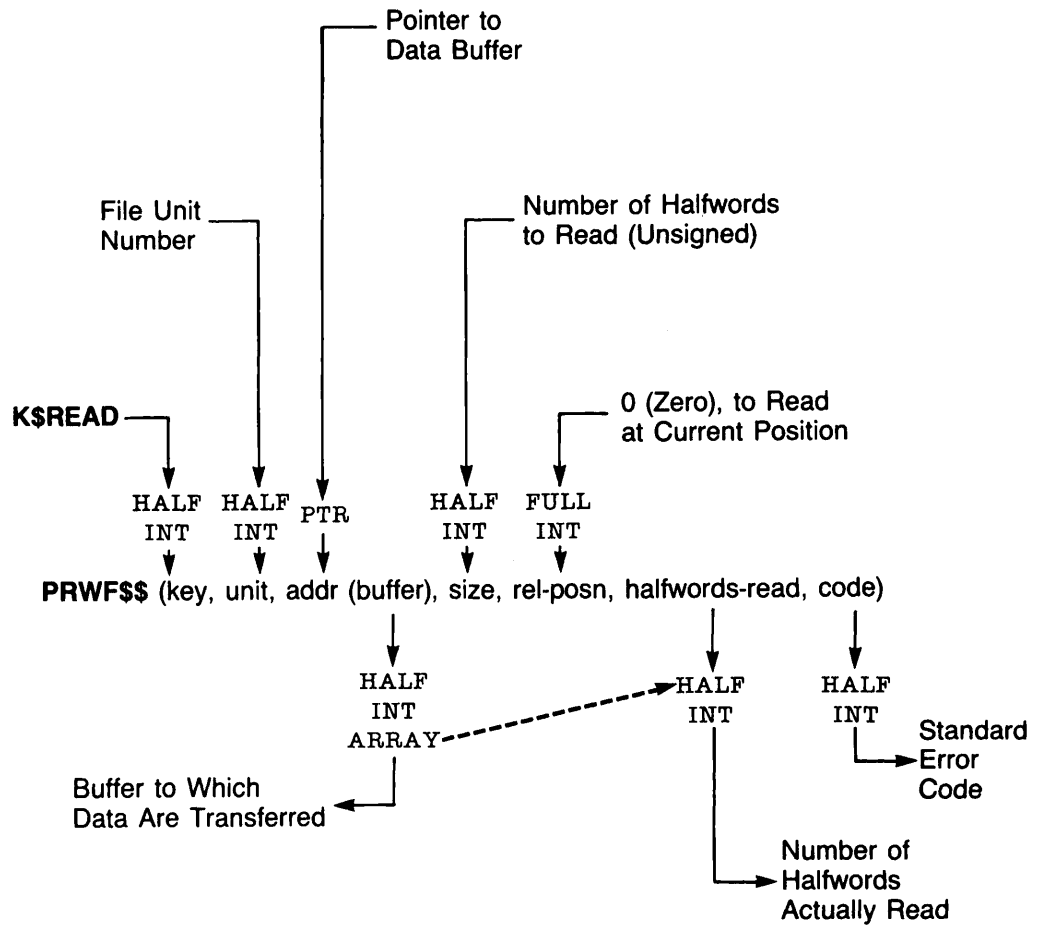 Pointer to
Data Buffer
File Unit
Number
Number of Halfwords
to Read (Unsigned)
K$READ
0 (Zero), to Read
at Current Position
HALF
INT
HALF
INT
PTR
HALF
INT
FULL
INT
PRWF$$ (key, unit, addr (buffer), size, rel-posn, halfwords-read, code)
HALF
INT
ARRAY
HALF
INT
HALF
INT
Standard
Error
Code
Buffer to Which
Data Are Transferred
Number of
Halfwords
Actually Read